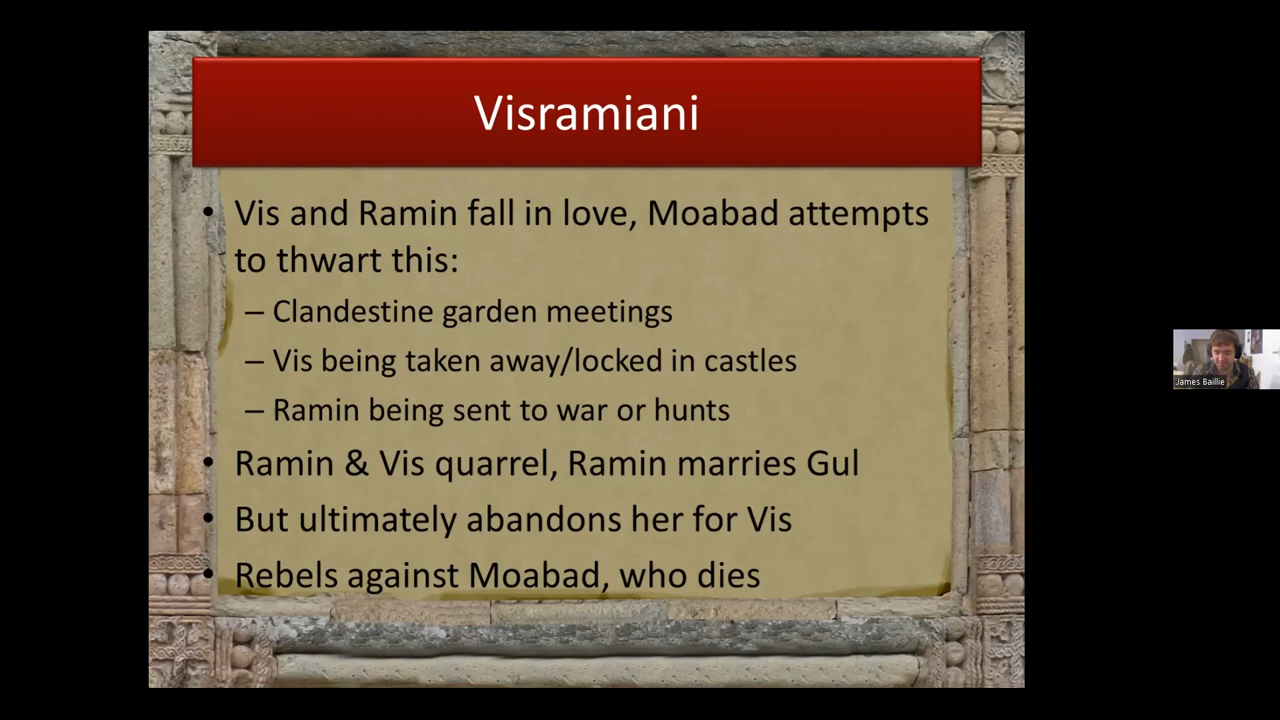 Visramiani
• Vis and Ramin fall in love, Moabad attempts
to thwart this:
– Clandestine garden meetings
– Vis being taken away/locked in castles
– Ramin being sent to war or hunts
• Ramin & Vis quarrel, Ramin marries Gul
• But ultimately abandons her for Vis
• Rebels against Moabad, who dies
James Baillie